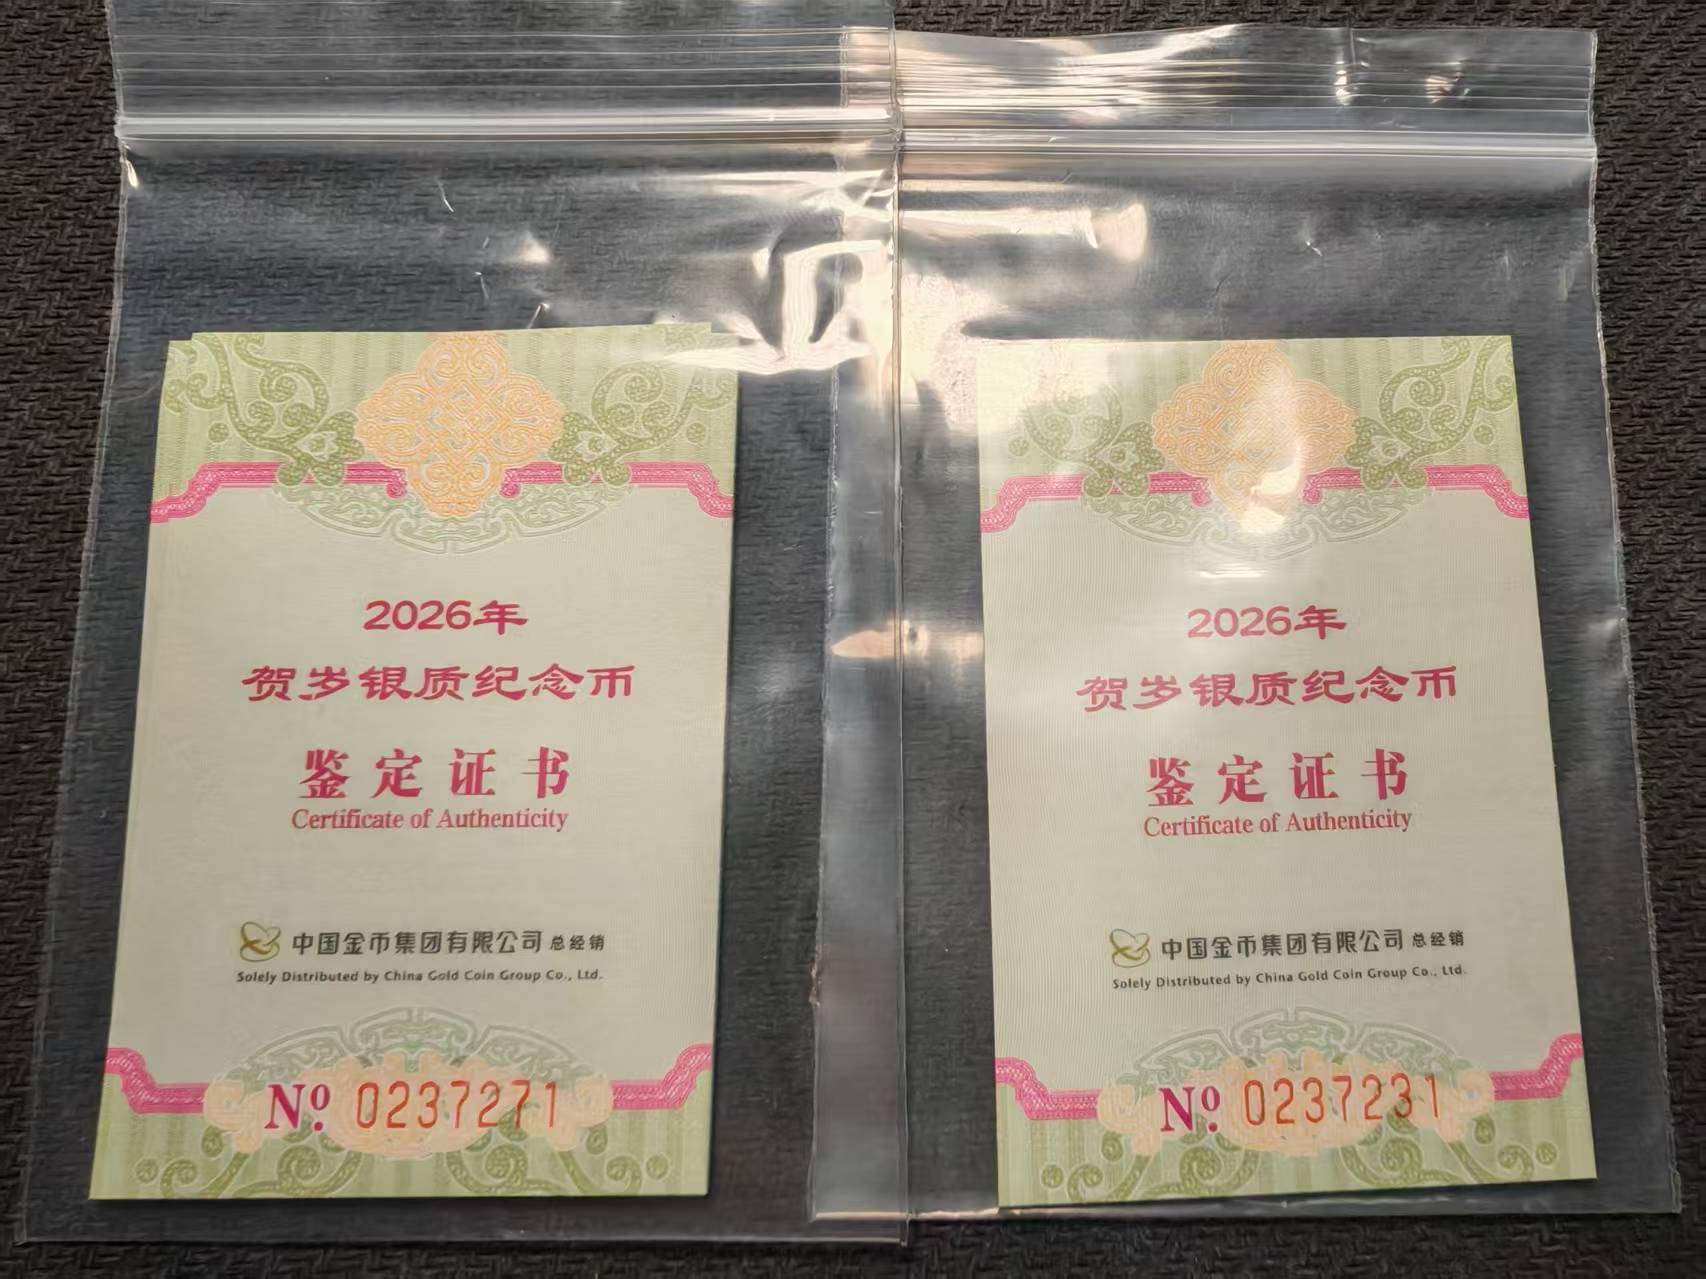 2026年
贺岁银质纪念币
鉴定证书
Certificate of Authenticity
中国金币集团有限公司 总经销
Solely Distributed by China Gold Coin Group Co., Ltd.
Nº 0237271
2026年
贺岁银质纪念币
鉴定证书
Certificate of Authenticity
中国金币集团有限公司 总经销
Solely Distributed by China Gold Coin Group Co., Ltd.
Nº 0237231